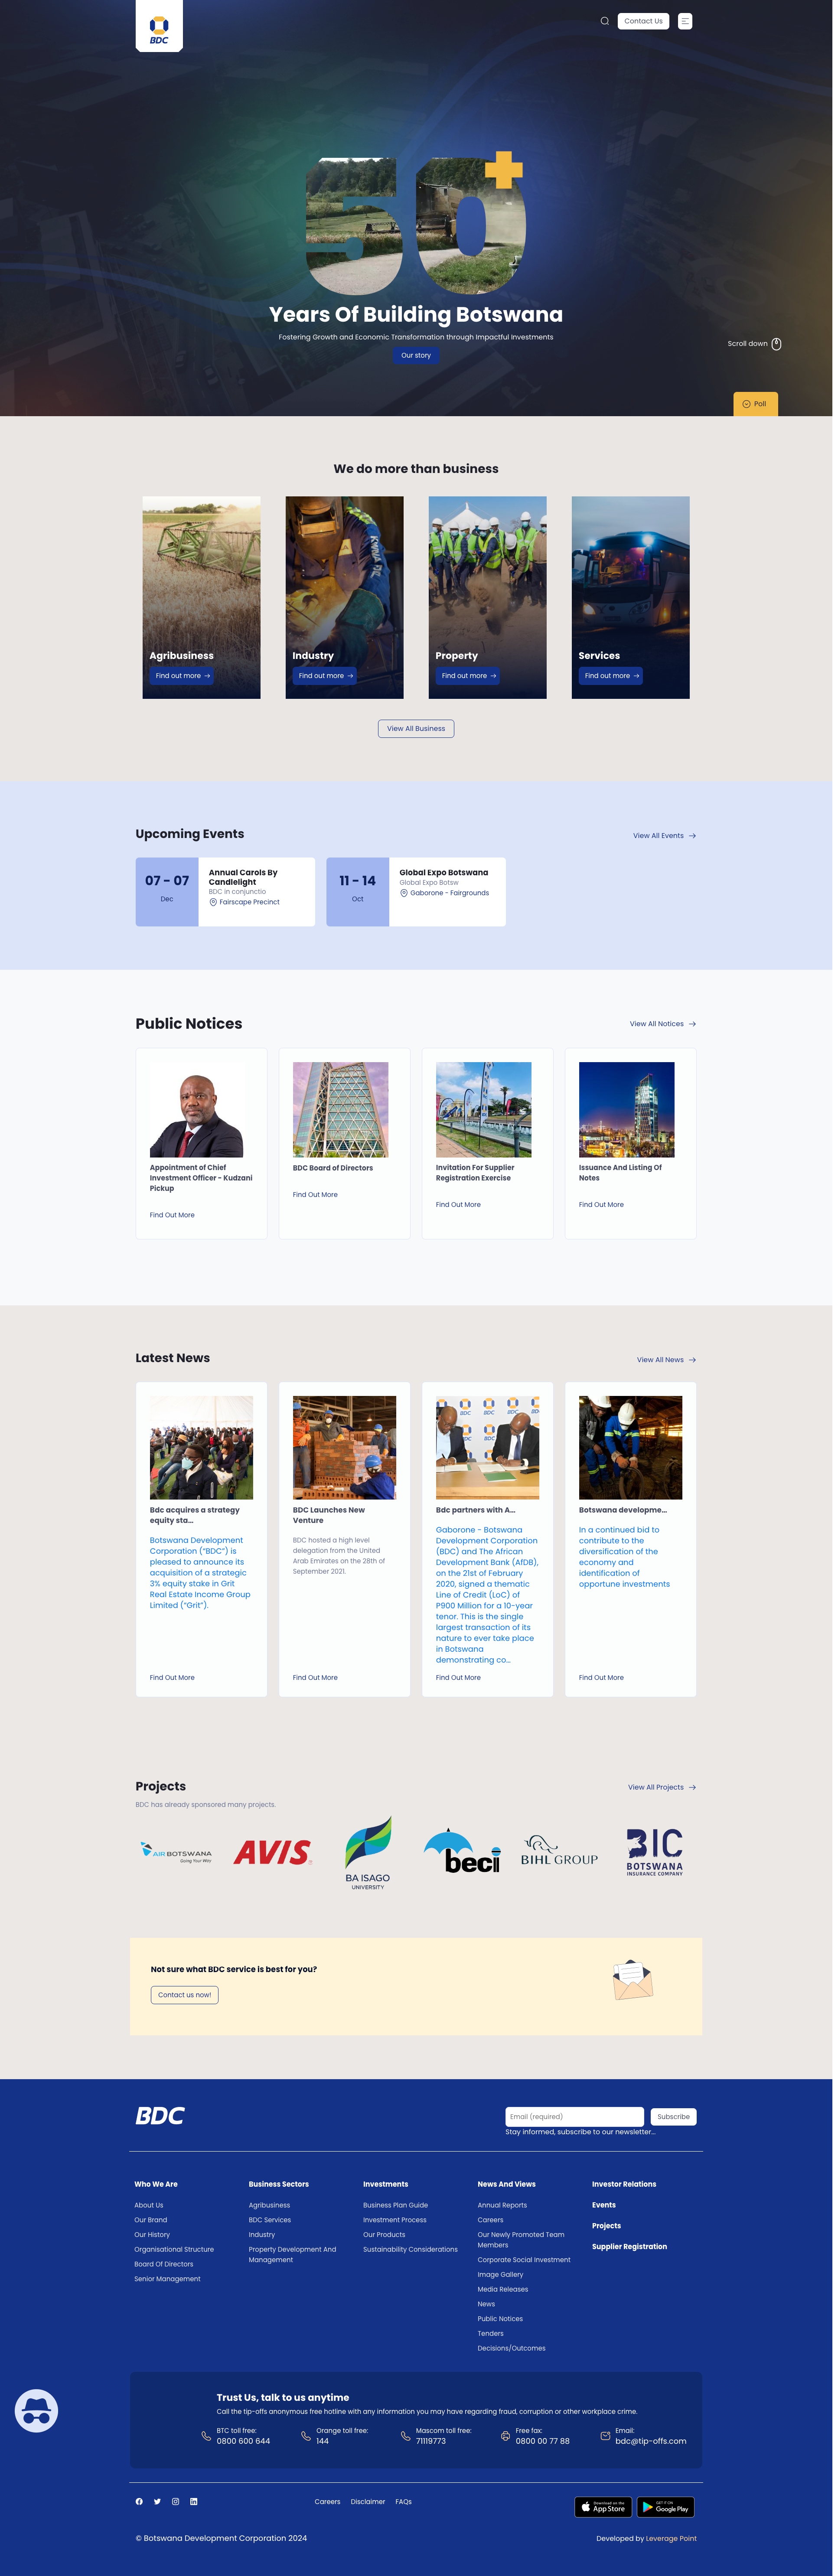 BDC
Contact Us
50+
Years Of Building Botswana
Fostering Growth and Economic Transformation through Impactful Investments
Our story
Scroll down
Poll
We do more than business
Agribusiness
Find out more
Industry
Find out more
Property
Find out more
Services
Find out more
View All Business
Upcoming Events
View All Events
07 - 07
Dec
Annual Carols By
Candlelight
BDC in conjunctio
Fairscape Precinct
11 - 14
Oct
Global Expo Botswana
Global Expo Botsw
Gaborone - Fairgrounds
Public Notices
View All Notices
Appointment of Chief
Investment Officer - Kudzani
Pickup
Find Out More
BDC Board of Directors
Find Out More
Invitation For Supplier
Registration Exercise
Find Out More
Issuance And Listing Of
Notes
Find Out More
Latest News
View All News
Bdc acquires a strategy
equity sta...
Botswana Development
Corporation ("BDC") is
pleased to announce its
acquisition of a strategic
3% equity stake in Grit
Real Estate Income Group
Limited ("Grit").
Find Out More
BDC Launches New
Venture
BDC hosted a high level
delegation from the United
Arab Emirates on the 28th of
September 2021.
Find Out More
BDC BDC BDC
Bdc partners with A...
Gaborone - Botswana
Development Corporation
(BDC) and The African
Development Bank (AfDB),
on the 21st of February
2020, signed a thematic
Line of Credit (LoC) of
P900 Million for a 10-year
tenor. This is the single
largest transaction of its
nature to ever take place
in Botswana
demonstrating co...
Find Out More
Botswana developme...
In a continued bid to
contribute to the
diversification of the
economy and
identification of
opportune investments
Find Out More
Projects
View All Projects
BDC has already sponsored many projects.
AIR BOTSWANA
Going Your Way
AVIS
BA ISAGO
UNIVERSITY
beci
BIHL GROUP
BIC
BOTSWANA
INSURANCE COMPANY
Not sure what BDC service is best for you?
Contact us now!
BDC
Email (required)
Subscribe
Stay informed, subscribe to our newsletter...
Who We Are
About Us
Our Brand
Our History
Organisational Structure
Board Of Directors
Senior Management
Business Sectors
Agribusiness
BDC Services
Industry
Property Development And
Management
Investments
Business Plan Guide
Investment Process
Our Products
Sustainability Considerations
News And Views
Annual Reports
Careers
Our Newly Promoted Team
Members
Corporate Social Investment
Image Gallery
Media Releases
News
Public Notices
Tenders
Decisions/Outcomes
Investor Relations
Events
Projects
Supplier Registration
Trust Us, talk to us anytime
Call the tip-offs anonymous free hotline with any information you may have regarding fraud, corruption or other workplace crime.
BTC toll free:
0800 600 644
Orange toll free:
144
Mascom toll free:
71119773
Free fax:
0800 00 77 88
Email:
bdc@tip-offs.com
Careers Disclaimer FAQs
Download on the
App Store
GET IT ON
Google Play
© Botswana Development Corporation 2024
Developed by Leverage Point